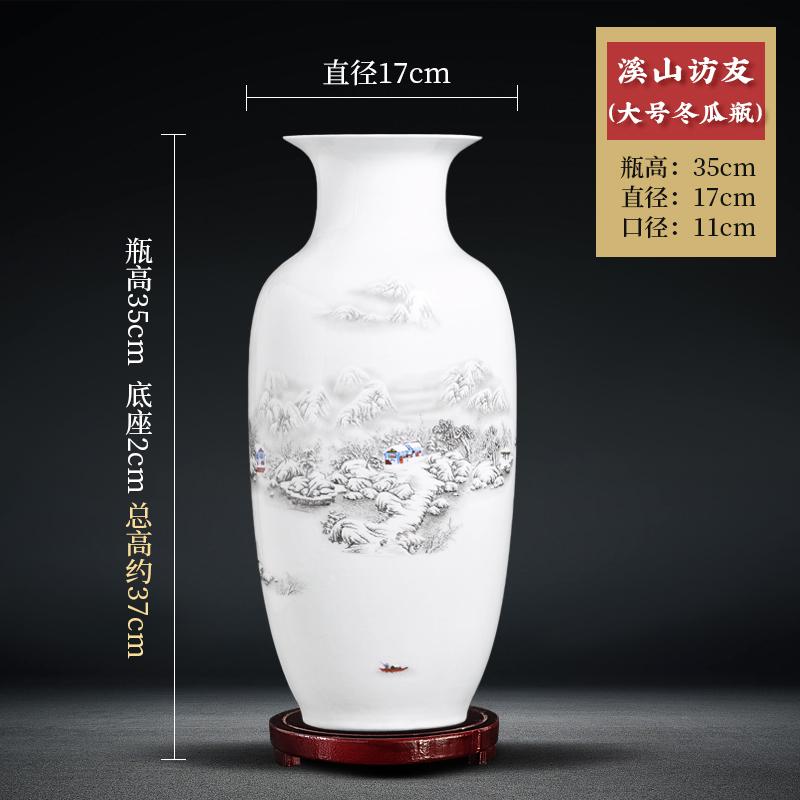 直径17cm
溪山访友
(大号冬瓜瓶)
瓶高：35cm
直径：17cm
口径：11cm
瓶高35cm 底座2cm 总高约37cm